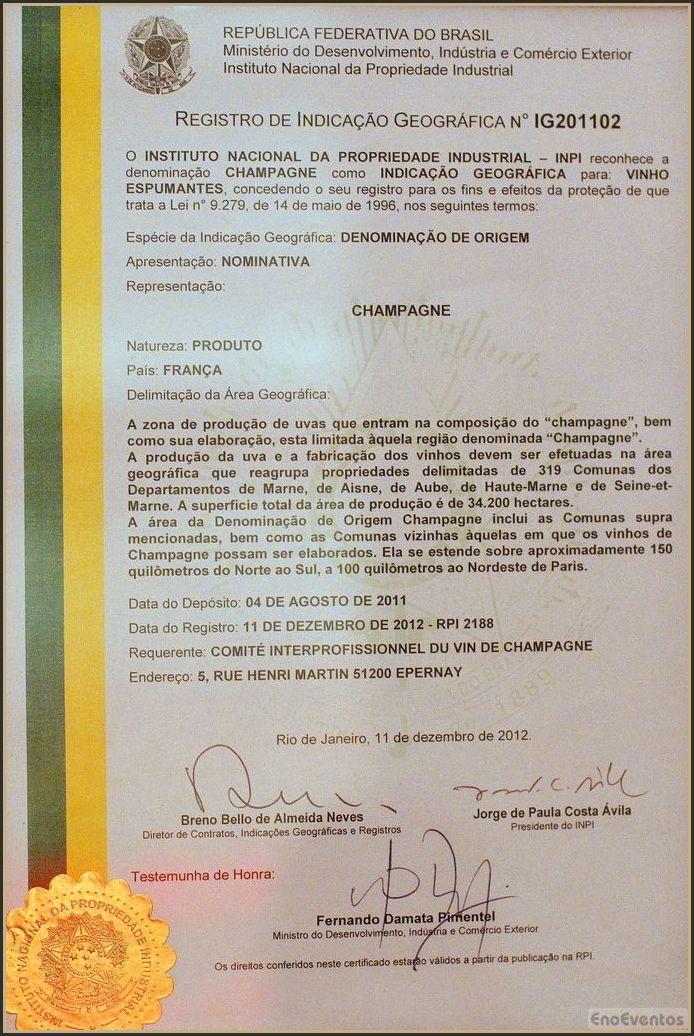 REPÚBLICA FEDERATIVA DO BRASIL
Ministério do Desenvolvimento, Indústria e Comércio Exterior
Instituto Nacional da Propriedade Industrial
REGISTRO DE INDICAÇÃO GEOGRÁFICA N° IG201102
O INSTITUTO NACIONAL DA PROPRIEDADE INDUSTRIAL – INPI reconhece a
denominação CHAMPAGNE como INDICAÇÃO GEOGRÁFICA para: VINHO
ESPUMANTES, concedendo o seu registro para os fins e efeitos da proteção de que
trata a Lei n° 9.279, de 14 de maio de 1996, nos seguintes termos:
Espécie da Indicação Geográfica: DENOMINAÇÃO DE ORIGEM
Apresentação: NOMINATIVA
Representação:
CHAMPAGNE
Natureza: PRODUTO
País: FRANÇA
Delimitação da Área Geográfica:
A zona de produção de uvas que entram na composição do “champagne”, bem
como sua elaboração, esta limitada àquela região denominada “Champagne”.
A produção da uva e a fabricação dos vinhos devem ser efetuadas na área
geográfica que reagrupa propriedades delimitadas de 319 Comunas dos
Departamentos de Marne, de Aisne, de Aube, de Haute-Marne e de Seine-et-
Marne. A superfície total da área de produção é de 34.200 hectares.
A área da Denominação de Origem Champagne inclui as Comunas supra
mencionadas, bem como as Comunas vizinhas àquelas em que os vinhos de
Champagne possam ser elaborados. Ela se estende sobre aproximadamente 150
quilômetros do Norte ao Sul, a 100 quilômetros ao Nordeste de Paris.
Data do Depósito: 04 DE AGOSTO DE 2011
Data do Registro: 11 DE DEZEMBRO DE 2012 - RPI 2188
Requerente: COMITÉ INTERPROFISSIONNEL DU VIN DE CHAMPAGNE
Endereço: 5, RUE HENRI MARTIN 51200 EPERNAY
Rio de Janeiro, 11 de dezembro de 2012.
Breno Bello de Almeida Neves
Diretor de Contratos, Indicações Geográficas e Registros
Jorge de Paula Costa Ávila
Presidente do INPI
Testemunha de Honra:
Fernando Damata Pimentel
Ministro do Desenvolvimento, Indústria e Comércio Exterior
Os direitos conferidos neste certificado estarão válidos a partir da publicação na RPI.
INSTITUTO NACIONAL DA PROPRIEDADE INDUSTRIAL
EnoEventos